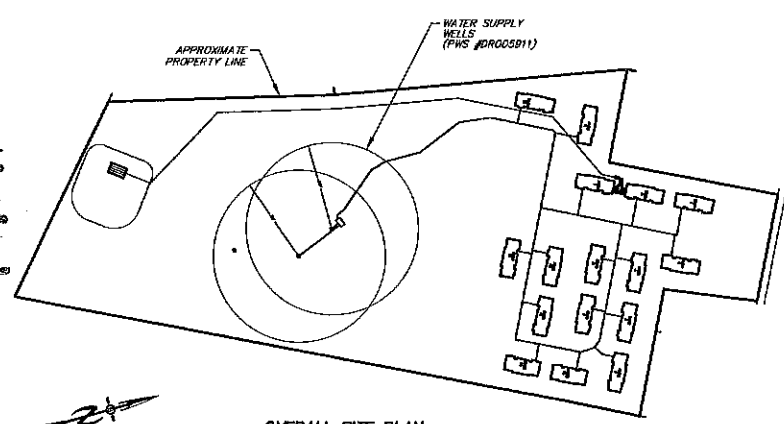 WATER SUPPLY
WELLS
(PWS #DR005911)
APPROXIMATE
PROPERTY LINE
N
OVERALL SITE PLAN